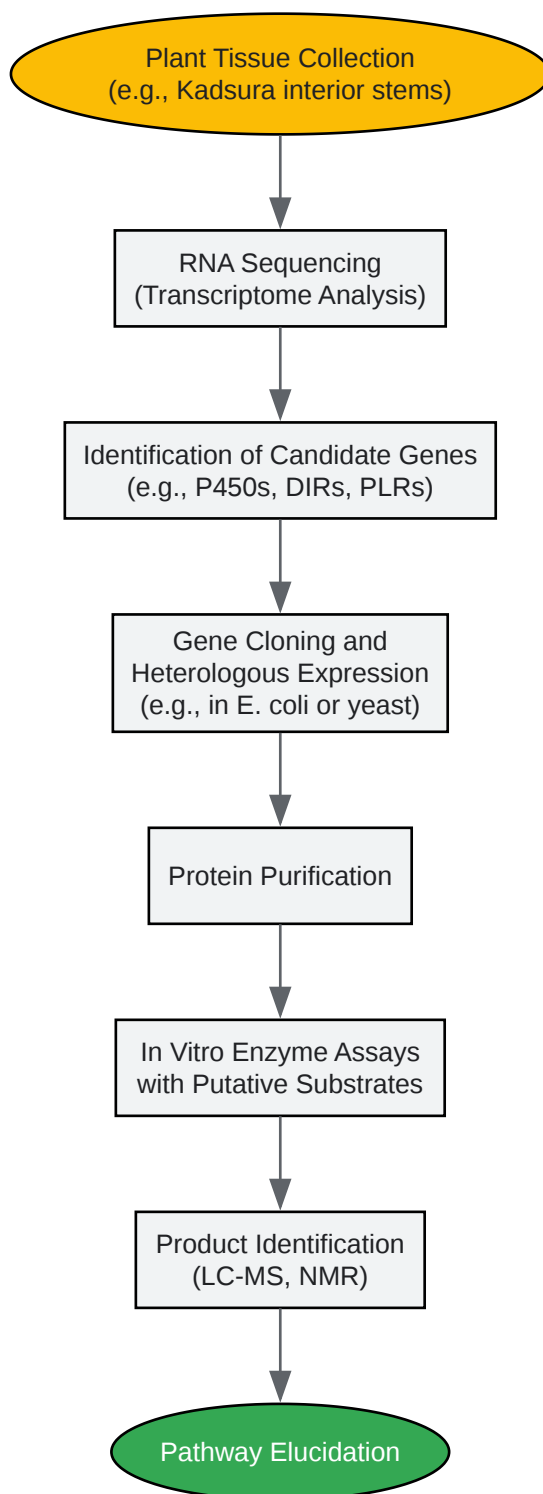 Plant Tissue Collection
(e.g., Kadsura interior stems)
RNA Sequencing
(Transcriptome Analysis)
Identification of Candidate Genes
(e.g., P450s, DIRs, PLRs)
Gene Cloning and
Heterologous Expression
(e.g., in E. coli or yeast)
Protein Purification
In Vitro Enzyme Assays
with Putative Substrates
Product Identification
(LC-MS, NMR)
Pathway Elucidation